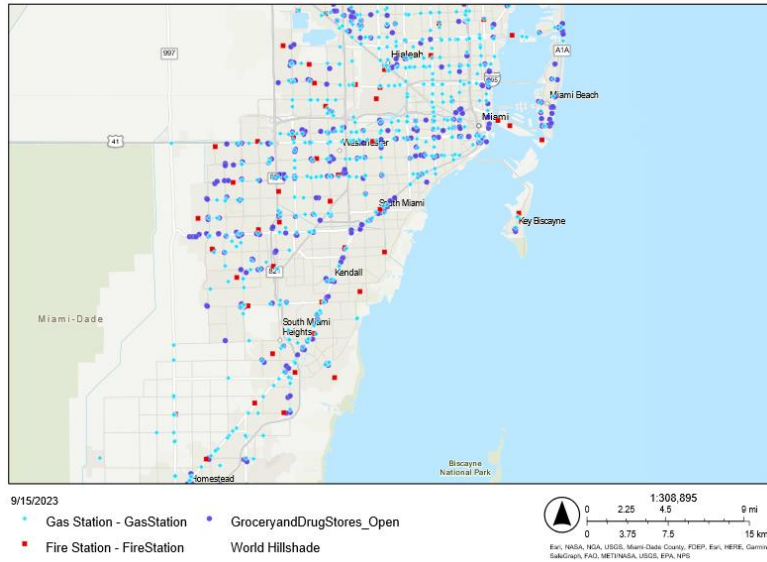 997
Hialeah
A1A
95
Miami Beach
Miami
41
Westchester
South Miami
Key Biscayne
Kendall
821
Miami-Dade
South Miami
Heights
Biscayne
National Park
Homestead
9/15/2023
Gas Station - GasStation
GroceryandDrugStores_Open
Fire Station - FireStation
World Hillshade
1:308,895
0 2.25 4.5 9 mi
0 3.75 7.5 15 km
Esri, NASA, NGA, USGS, Miami-Dade County, FDEP, Esri, HERE, Garmin,
SafeGraph, FAO, METI/NASA, USGS, EPA, NPS